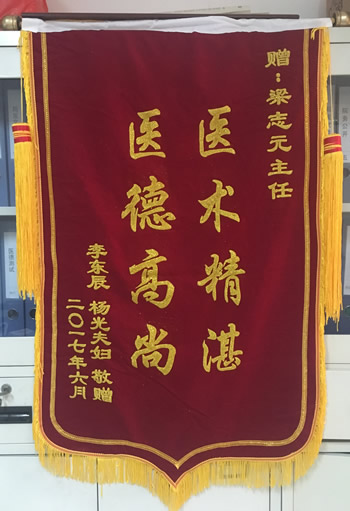 赠：梁志元主任
医术精湛
医德高尚
李东辰 杨光夫妇 敬赠
二〇一七年六月